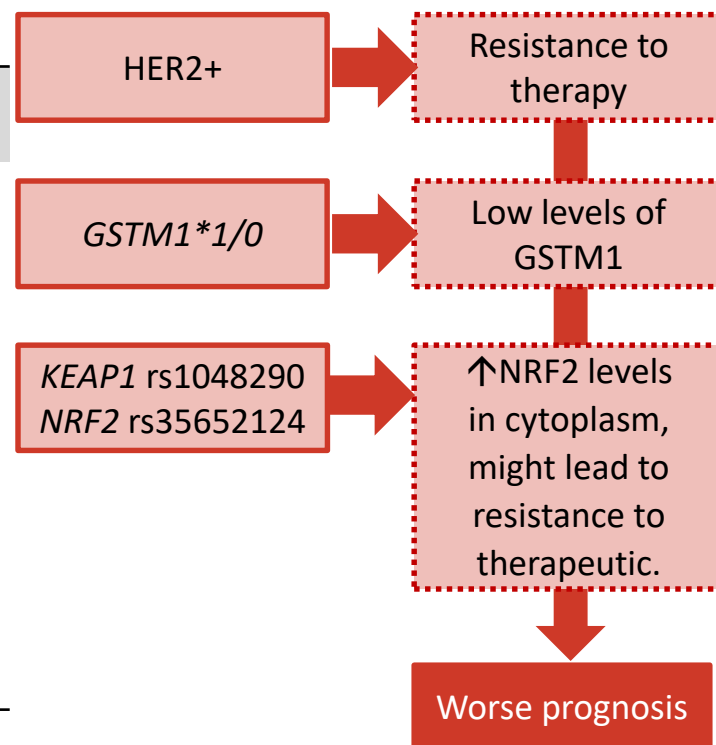 HER2+
Resistance to
therapy
GSTM1*1/0
Low levels of
GSTM1
KEAP1 rs1048290
NRF2 rs35652124
↑NRF2 levels
in cytoplasm,
might lead to
resistance to
therapeutic.
Worse prognosis